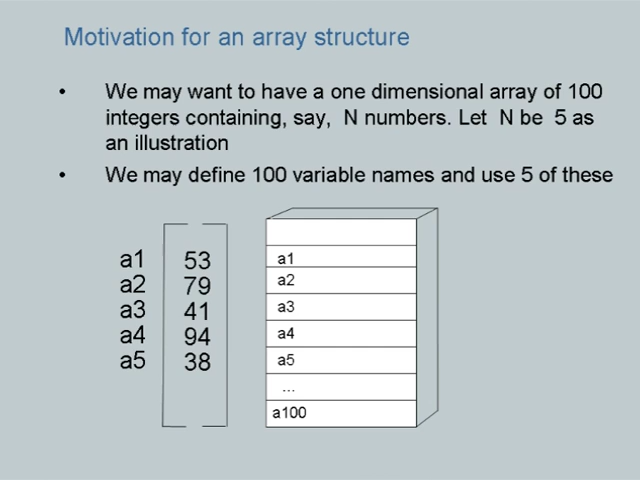 Motivation for an array structure
• We may want to have a one dimensional array of 100
integers containing, say, N numbers. Let N be 5 as
an illustration
• We may define 100 variable names and use 5 of these
a1 53
a2 79
a3 41
a4 94
a5 38
a1
a2
a3
a4
a5
...
a100